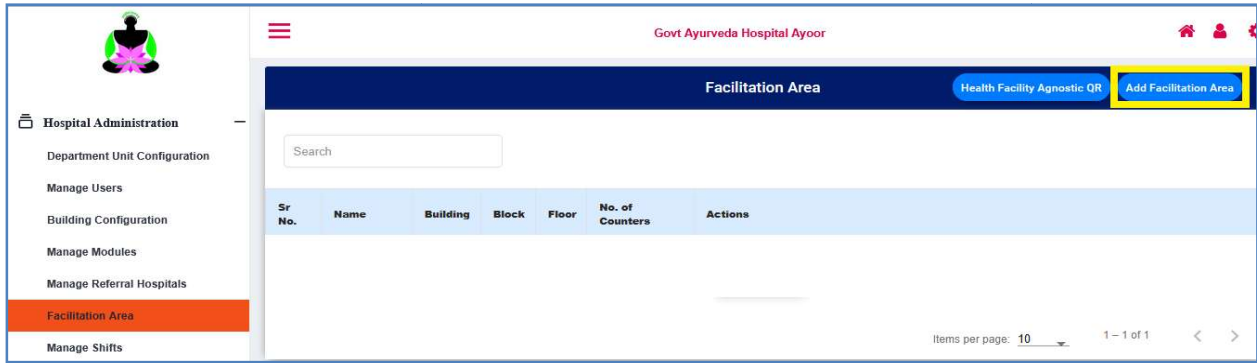 Govt Ayurveda Hospital Ayoor
Facilitation Area
Health Facility Agnostic QR
Add Facilitation Area
Hospital Administration
Department Unit Configuration
Manage Users
Building Configuration
Manage Modules
Manage Referral Hospitals
Facilitation Area
Manage Shifts
Search
Sr No.
Name
Building
Block
Floor
No. of Counters
Actions
Items per page: 10
1 – 1 of 1